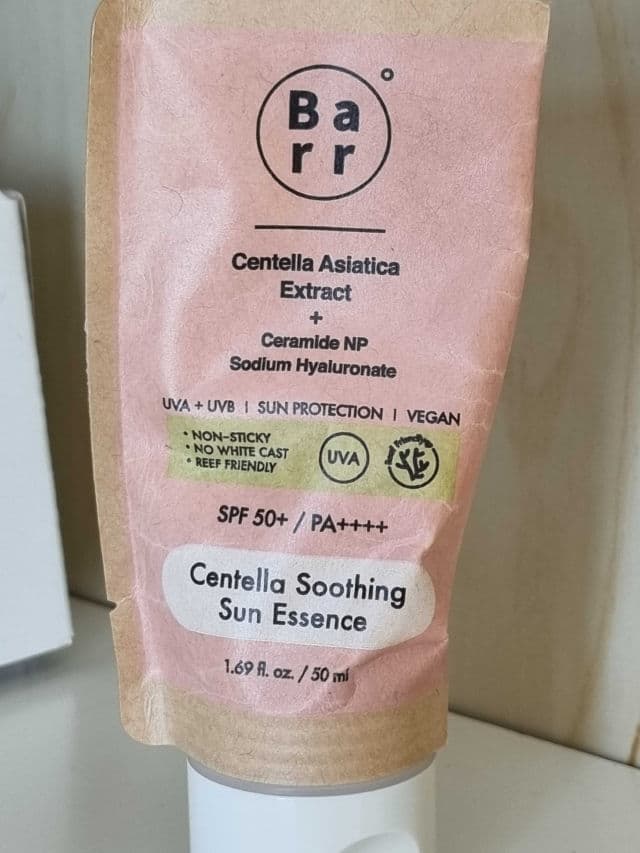 Ba
rr
Centella Asiatica
Extract
+
Ceramide NP
Sodium Hyaluronate
UVA + UVB | SUN PROTECTION | VEGAN
• NON-STICKY
• NO WHITE CAST
• REEF FRIENDLY
UVA
Friendly
SPF 50+ / PA++++
Centella Soothing
Sun Essence
1.69 fl. oz. / 50 ml